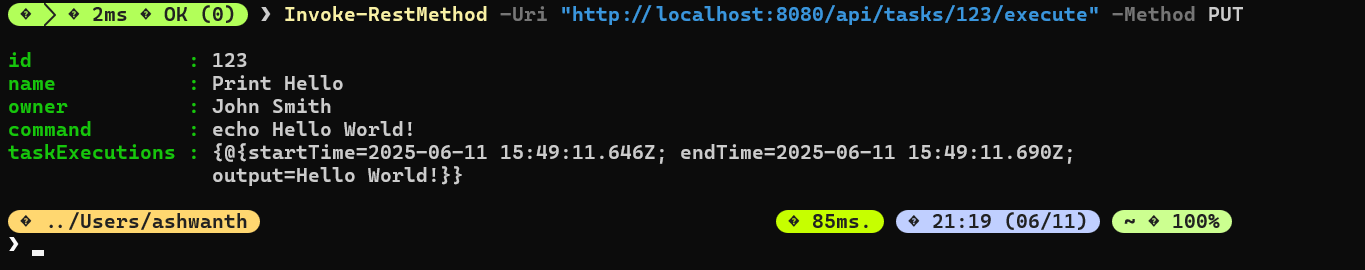 � 2ms � OK (0) ❯ Invoke-RestMethod -Uri "http://localhost:8080/api/tasks/123/execute" -Method PUT
id : 123
name : Print Hello
owner : John Smith
command : echo Hello World!
taskExecutions : {@{startTime=2025-06-11 15:49:11.646Z; endTime=2025-06-11 15:49:11.690Z;
output=Hello World!}}
� ../Users/ashwanth � 85ms. � 21:19 (06/11) ~ � 100%
❯